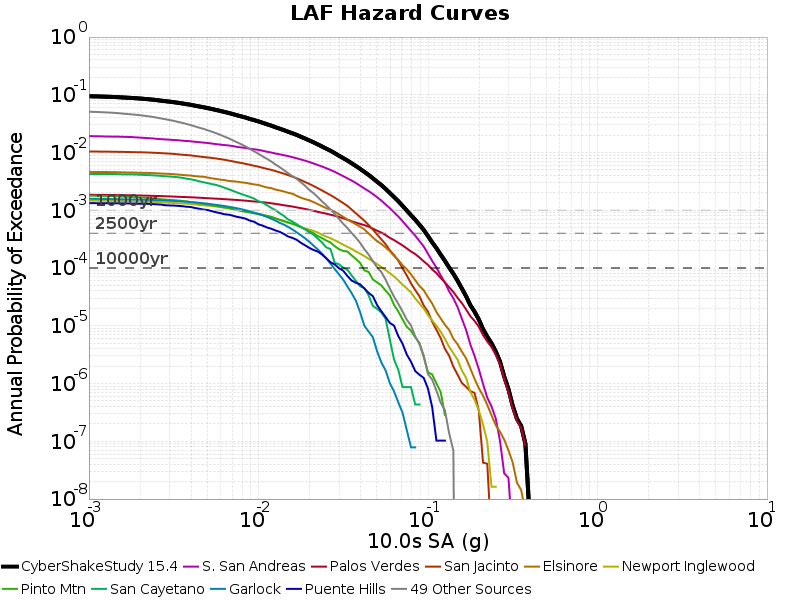 LAF Hazard Curves
Annual Probability of Exceedance
10^0
10^-1
10^-2
10^-3
10^-4
10^-5
10^-6
10^-7
10^-8
1000yr
2500yr
10000yr
10^-3 10^-2 10^-1 10^0 10^1
10.0s SA (g)
CyberShakeStudy 15.4 S. San Andreas Palos Verdes San Jacinto Elsinore Newport Inglewood
Pinto Mtn San Cayetano Garlock Puente Hills 49 Other Sources